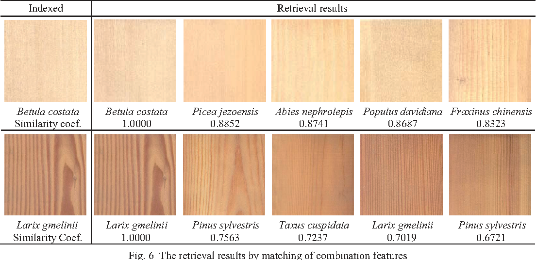 Indexed Retrieval results
Betula costata Betula costata Picea jezoensis Abies nephrolepis Populus davidiana Fraxinus chinensis
Similarity coef. 1.0000 0.8852 0.8741 0.8687 0.8323
Larix gmelinii Larix gmelinii Pinus sylvestris Taxus cuspidata Larix gmelinii Pinus sylvestris
Similarity Coef. 1.0000 0.7563 0.7237 0.7019 0.6721
Fig. 6 The retrieval results by matching of combination features